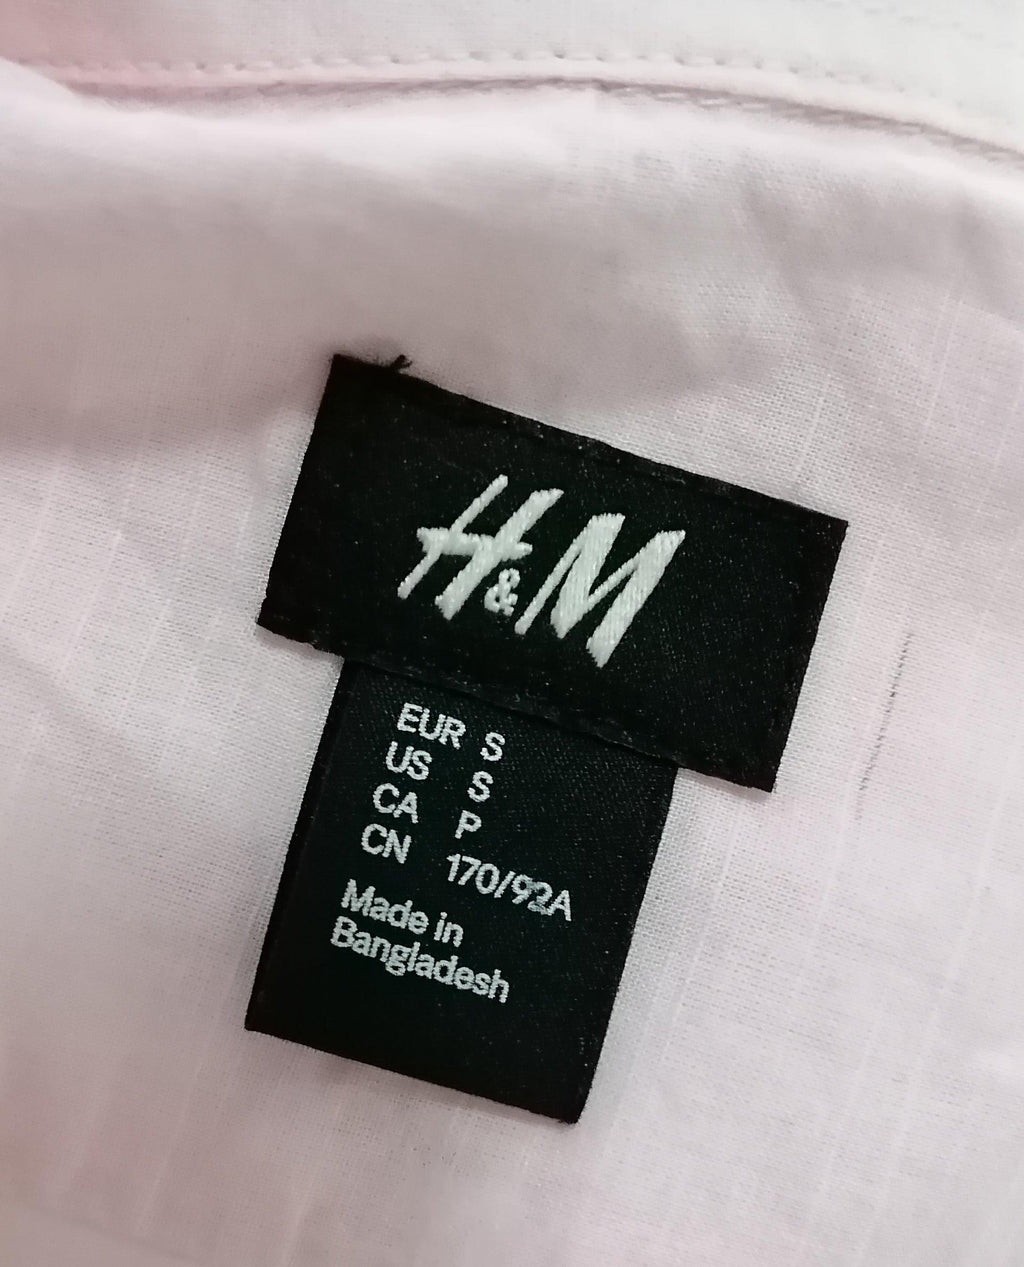 H&M
EUR S
US S
CA P
CN 170/92A
Made in
Bangladesh